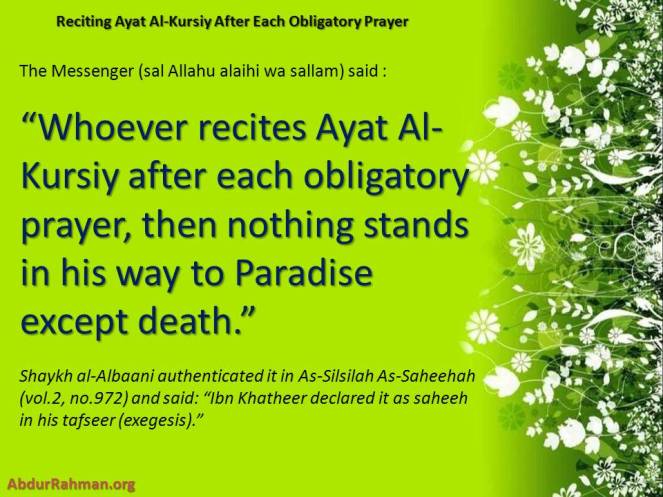 Reciting Ayat Al-Kursiy After Each Obligatory Prayer
The Messenger (sal Allahu alaihi wa sallam) said :
“Whoever recites Ayat Al-
Kursiy after each obligatory
prayer, then nothing stands
in his way to Paradise
except death.”
Shaykh al-Albaani authenticated it in As-Silsilah As-Saheehah
(vol.2, no.972) and said: “Ibn Khatheer declared it as saheeh
in his tafseer (exegesis).”
AbdurRahman.org